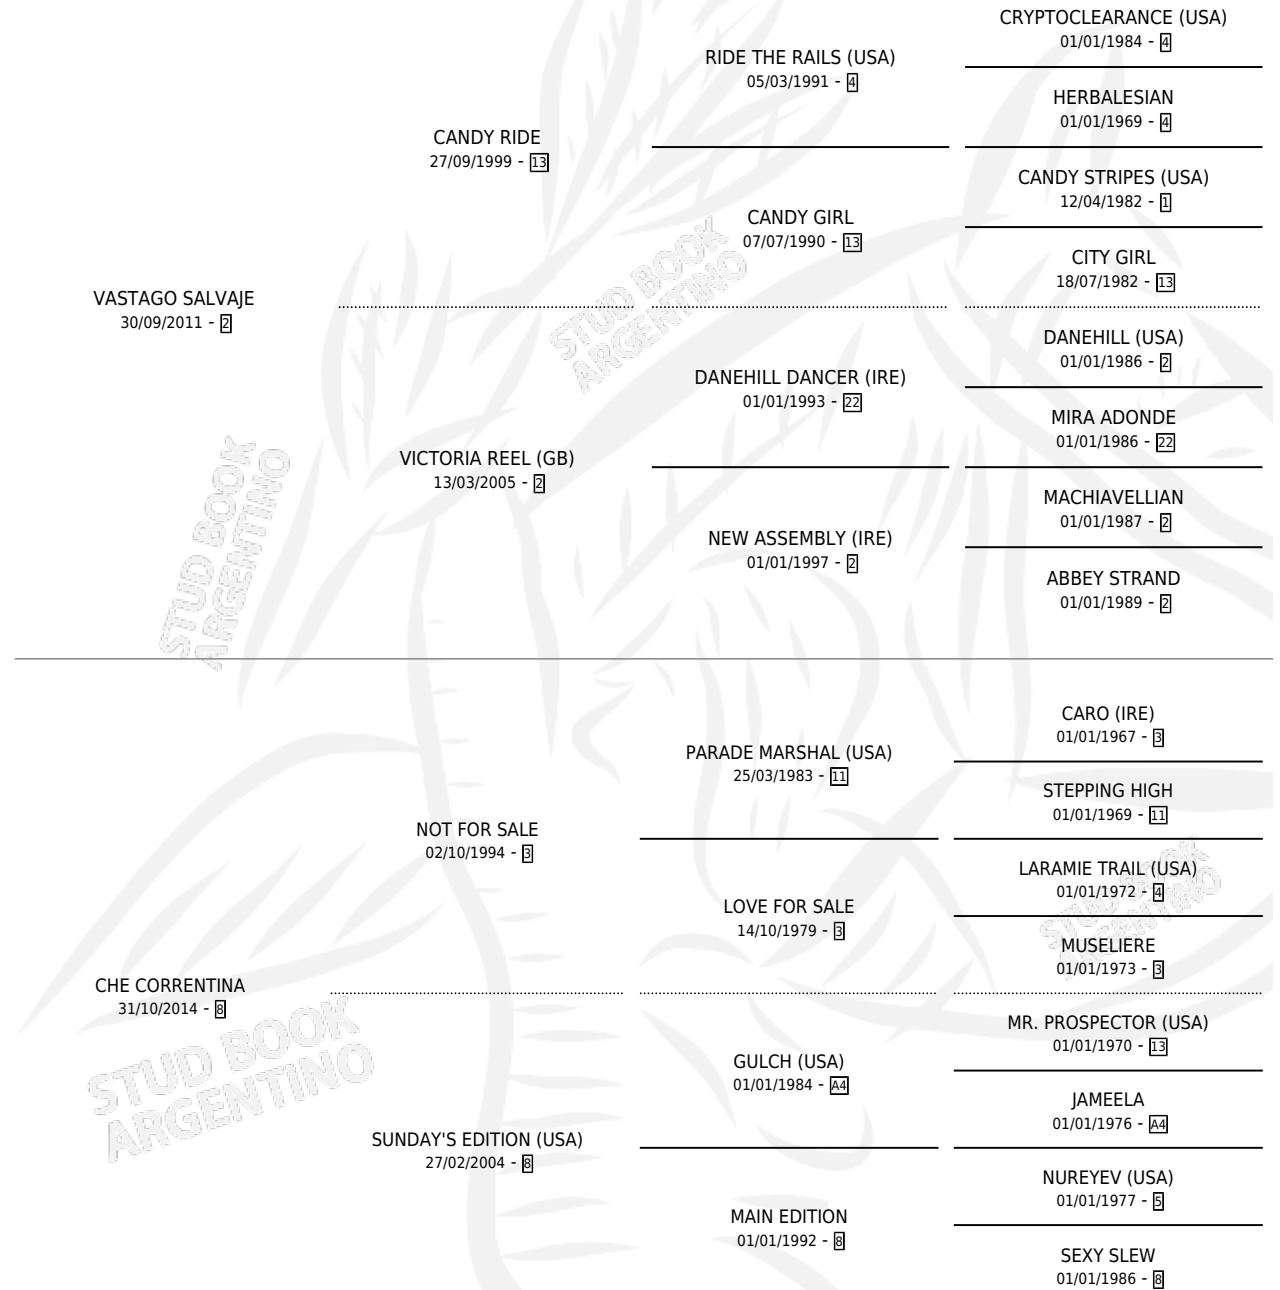 CRYPTOCLEARANCE (USA)
01/01/1984 - 4
RIDE THE RAILS (USA)
05/03/1991 - 4
HERBALESIAN
01/01/1969 - 4
CANDY RIDE
27/09/1999 - 13
CANDY STRIPES (USA)
12/04/1982 - 1
CANDY GIRL
07/07/1990 - 13
CITY GIRL
18/07/1982 - 13
VASTAGO SALVAJE
30/09/2011 - 2
STUD BOOK
ARGENTINO
DANEHILL (USA)
01/01/1986 - 2
DANEHILL DANCER (IRE)
01/01/1993 - 22
MIRA ADONDE
01/01/1986 - 22
VICTORIA REEL (GB)
13/03/2005 - 2
MACHIAVELLIAN
01/01/1987 - 2
NEW ASSEMBLY (IRE)
01/01/1997 - 2
ABBEY STRAND
01/01/1989 - 2
STUD BOOK
ARGENTINO
CARO (IRE)
01/01/1967 - 3
PARADE MARSHAL (USA)
25/03/1983 - 11
STEPPING HIGH
01/01/1969 - 11
NOT FOR SALE
02/10/1994 - 3
LARAMIE TRAIL (USA)
01/01/1972 - 4
LOVE FOR SALE
14/10/1979 - 3
MUSELIERE
01/01/1973 - 3
STUD BOOK
ARGENTINO
CHE CORRENTINA
31/10/2014 - 8
MR. PROSPECTOR (USA)
01/01/1970 - 13
GULCH (USA)
01/01/1984 - A4
JAMEELA
01/01/1976 - A4
STUD BOOK
ARGENTINO
SUNDAY'S EDITION (USA)
27/02/2004 - 8
NUREYEV (USA)
01/01/1977 - 5
MAIN EDITION
01/01/1992 - 8
SEXY SLEW
01/01/1986 - 8